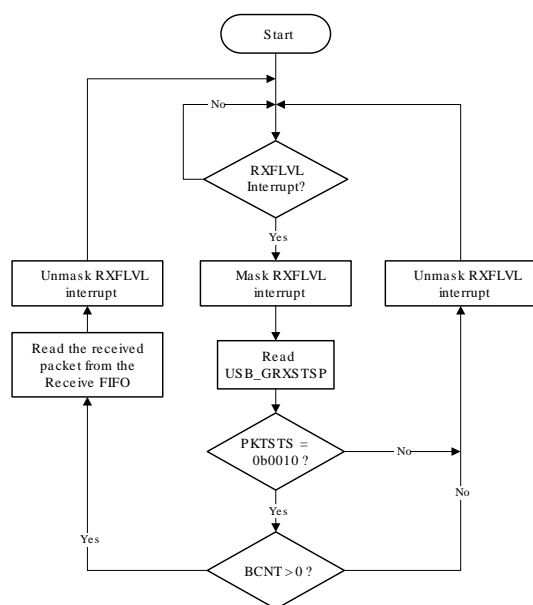 Start
No
RXFLVL
Interrupt?
Yes
Unmask RXFLVL
interrupt
Mask RXFLVL
interrupt
Unmask RXFLVL
interrupt
Read the received
packet from the
Receive FIFO
Read
USB_GRXSTSP
PKTSTS =
0b0010 ?
No
Yes
No
Yes
BCNT > 0 ?